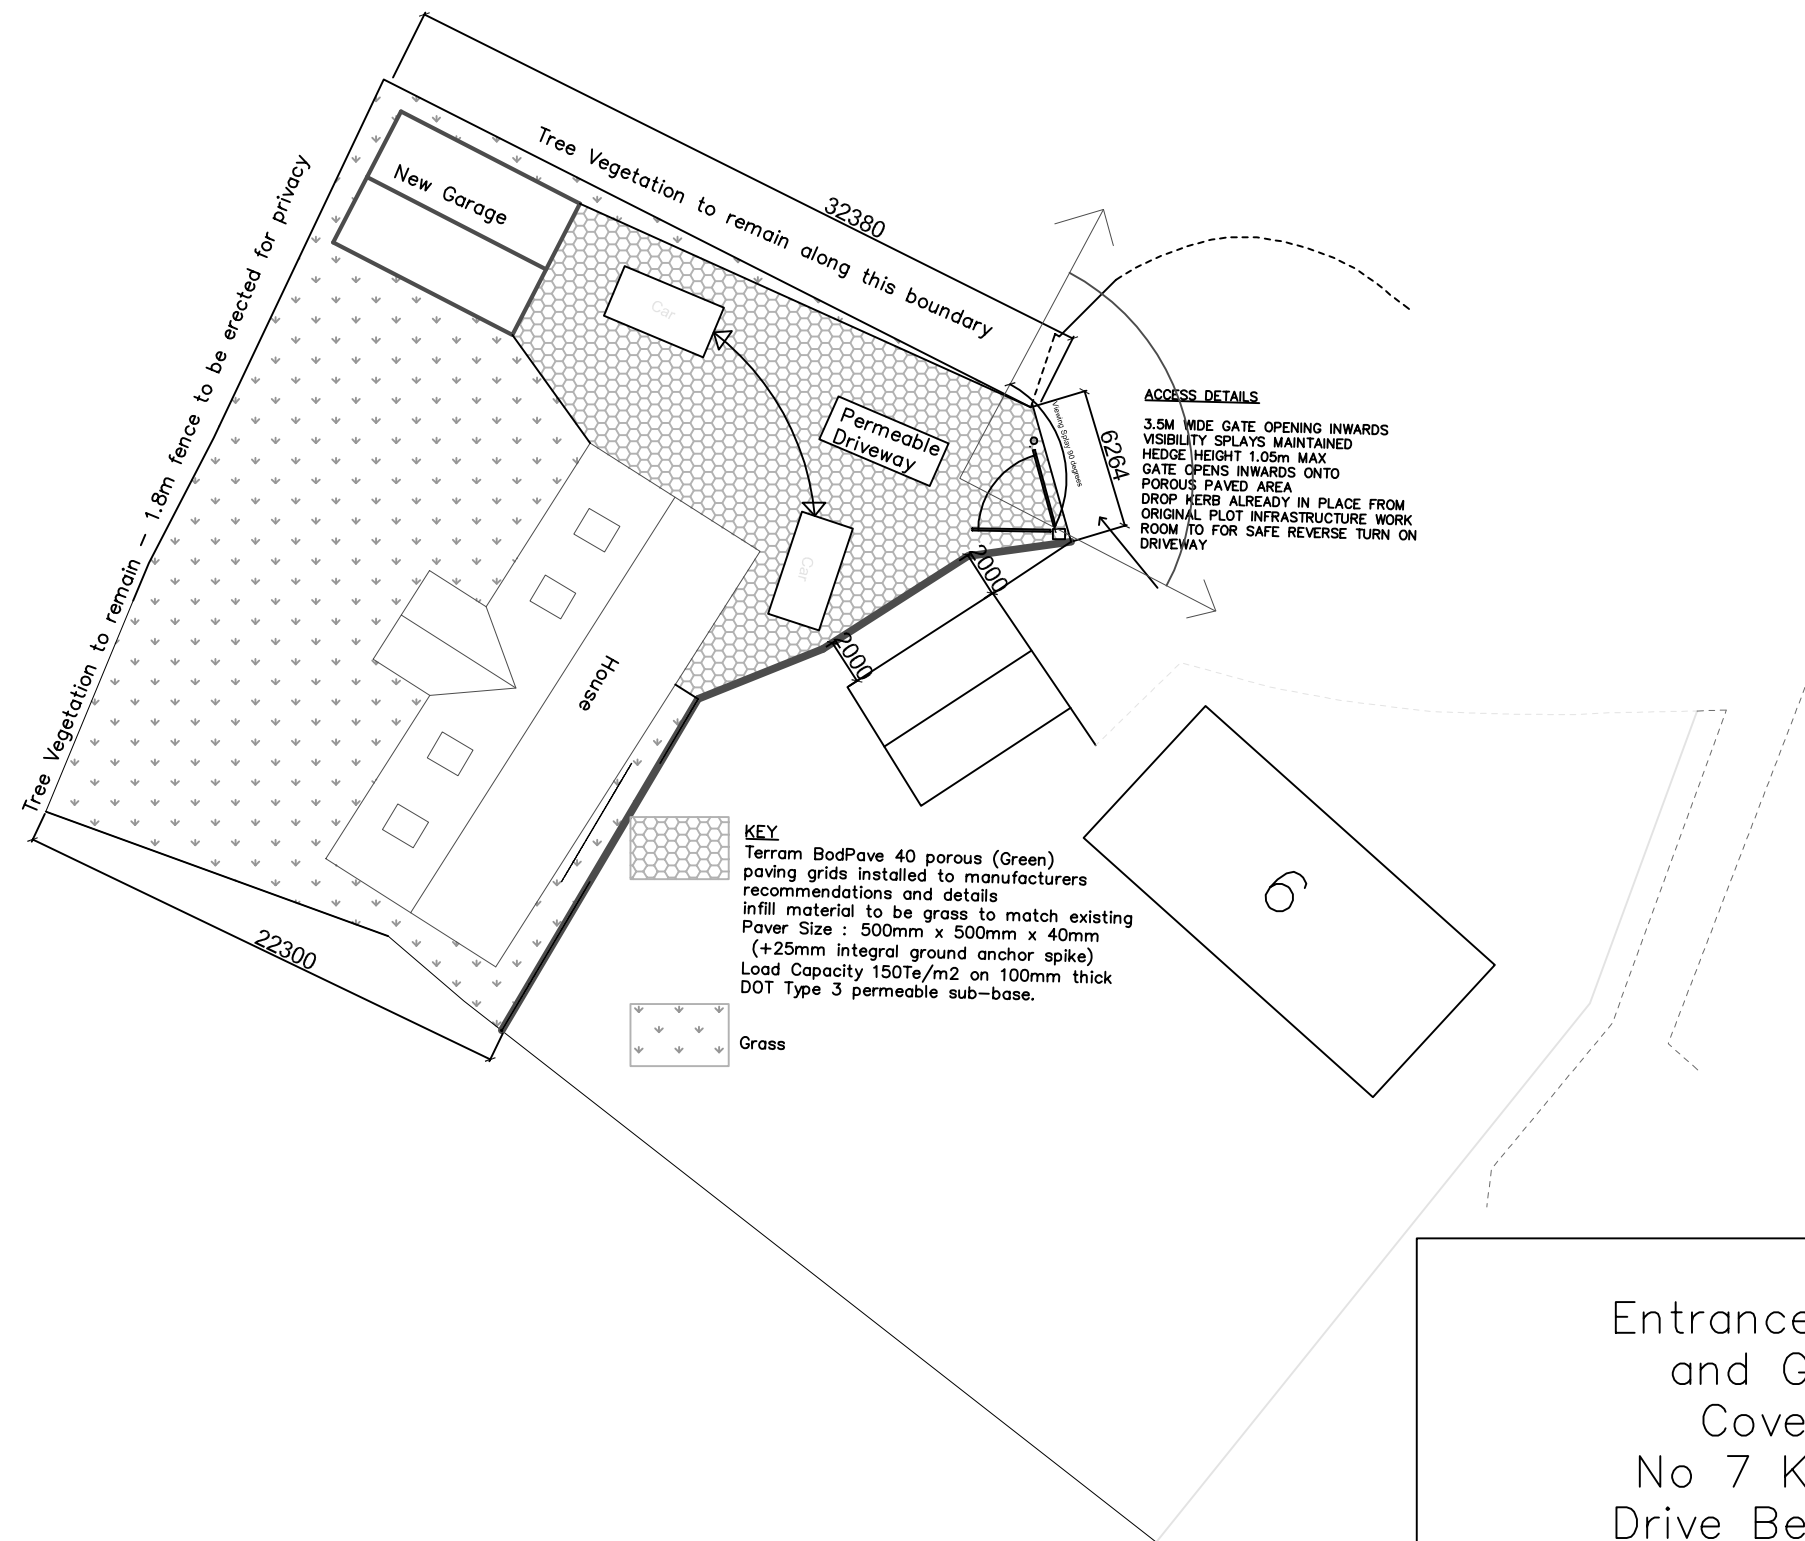 Tree Vegetation to remain - 1.8m fence to be erected for privacy
New Garage
Tree Vegetation to remain along this boundary
32380
Car
Permeable
Driveway
Viewing Splay 90 degrees
6264
ACCESS DETAILS
3.5M WIDE GATE OPENING INWARDS
VISIBILITY SPLAYS MAINTAINED
HEDGE HEIGHT 1.05m MAX
GATE OPENS INWARDS ONTO
POROUS PAVED AREA
DROP KERB ALREADY IN PLACE FROM
ORIGINAL PLOT INFRASTRUCTURE WORK
ROOM TO FOR SAFE REVERSE TURN ON
DRIVEWAY
Car
2000
2000
House
22300
KEY
Terram BodPave 40 porous (Green)
paving grids installed to manufacturers
recommendations and details
infill material to be grass to match existing
Paver Size : 500mm x 500mm x 40mm
(+25mm integral ground anchor spike)
Load Capacity 150Te/m2 on 100mm thick
DOT Type 3 permeable sub-base.
Grass
6
Entrance
and G
Cove
No 7 K
Drive Be